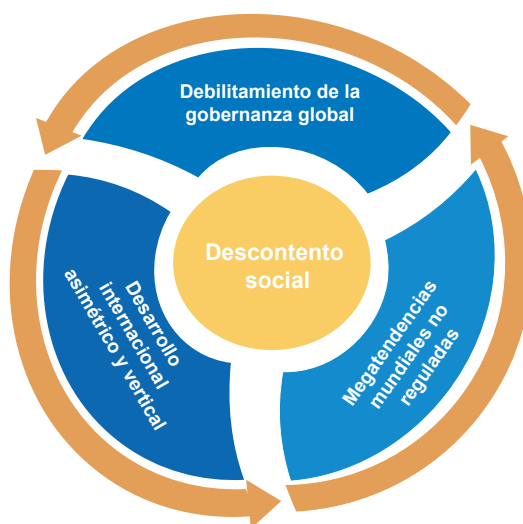 Debilitamiento de la
gobernanza global
Descontento
social
Desarrollo
internacional
asimétrico y vertical
Megatendencias
mundiales no
reguladas